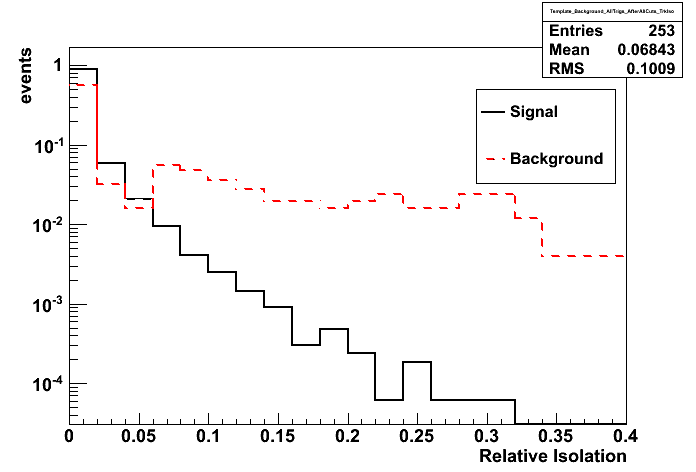 Template_Background_AllTrigs_AfterAllCuts_TrkIso
Entries 253
Mean 0.06843
RMS 0.1009
events
1
10-1
10-2
10-3
10-4
Signal
Background
0 0.05 0.1 0.15 0.2 0.25 0.3 0.35 0.4
Relative Isolation